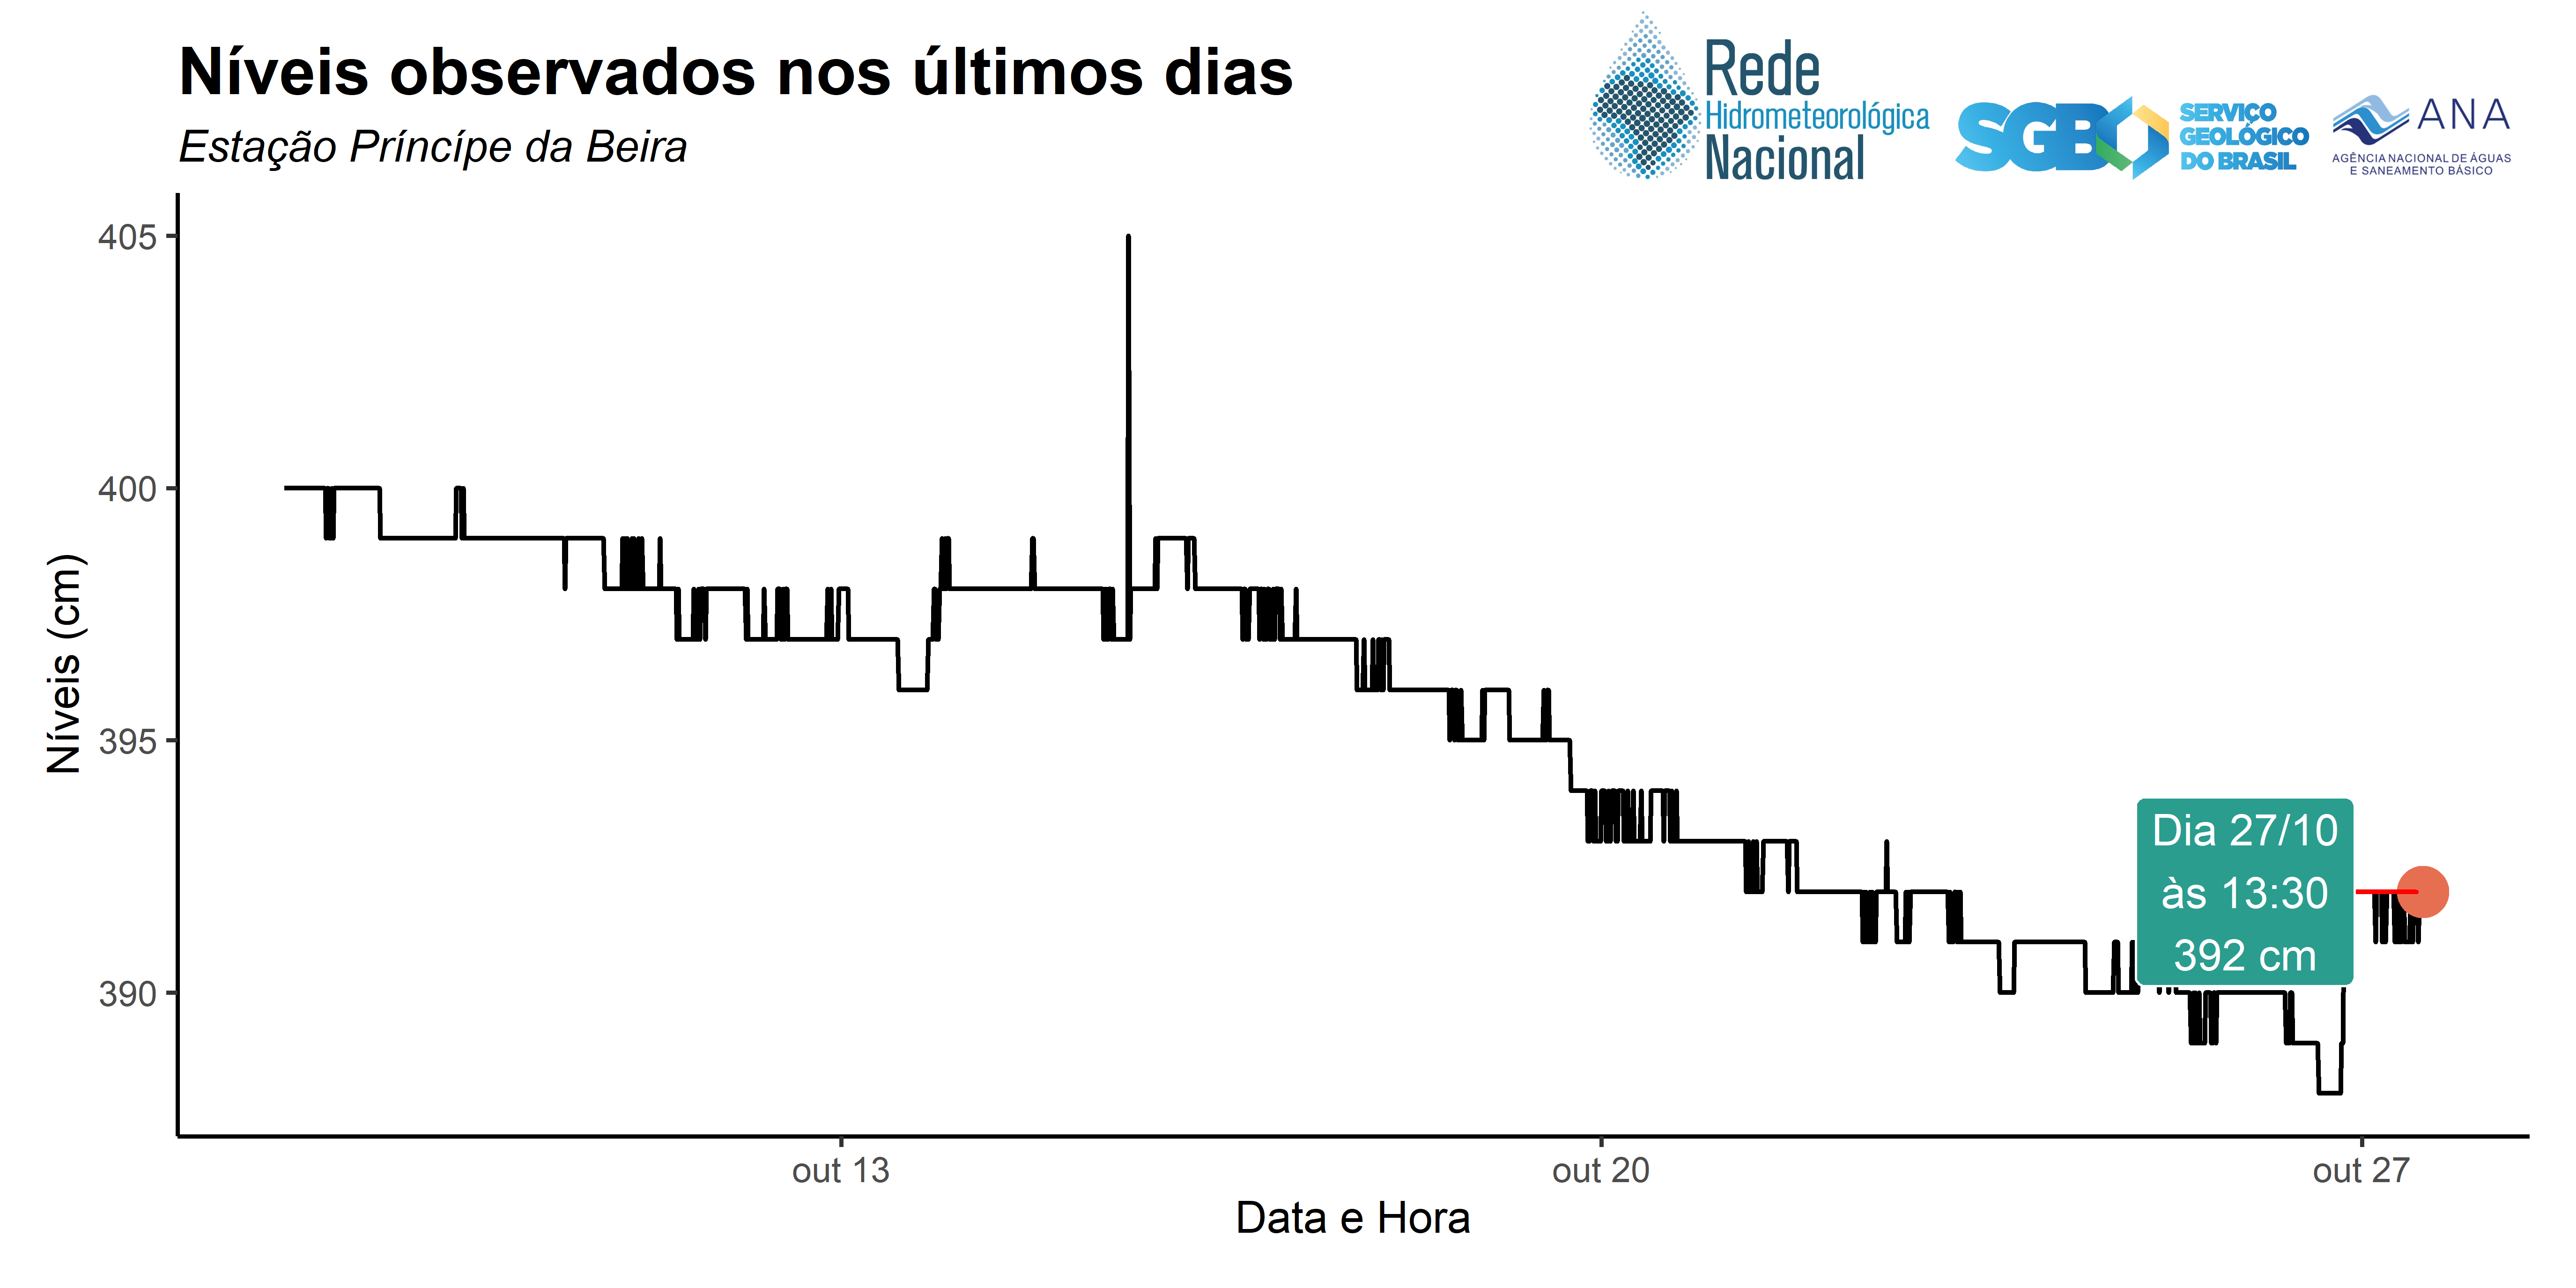 Níveis observados nos últimos dias
Estação Príncípe da Beira
Rede
Hidrometeorológica
Nacional
SGB
SERVIÇO
GEOLÓGICO
DO BRASIL
ANA
AGÊNCIA NACIONAL DE ÁGUAS
E SANEAMENTO BÁSICO
405
400
395
390
Níveis (cm)
Dia 27/10
às 13:30
392 cm
out 13
out 20
out 27
Data e Hora